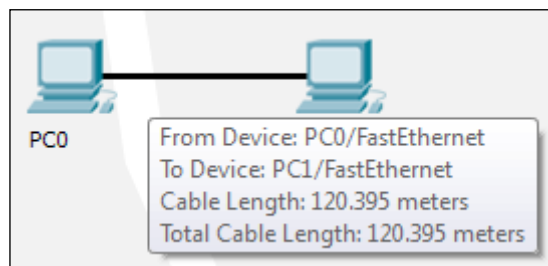 PC0
From Device: PC0/FastEthernet
To Device: PC1/FastEthernet
Cable Length: 120.395 meters
Total Cable Length: 120.395 meters